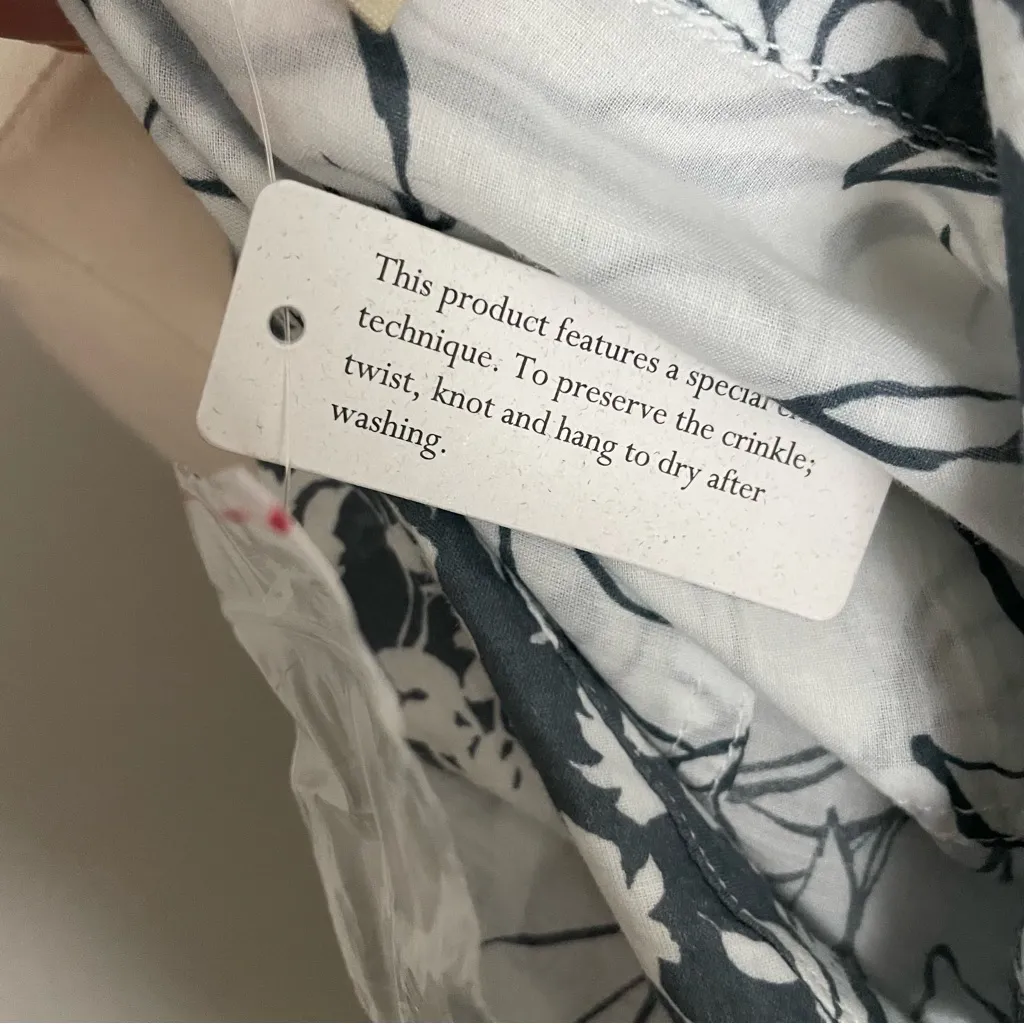 This product features a special
technique. To preserve the crinkle;
twist, knot and hang to dry after
washing.